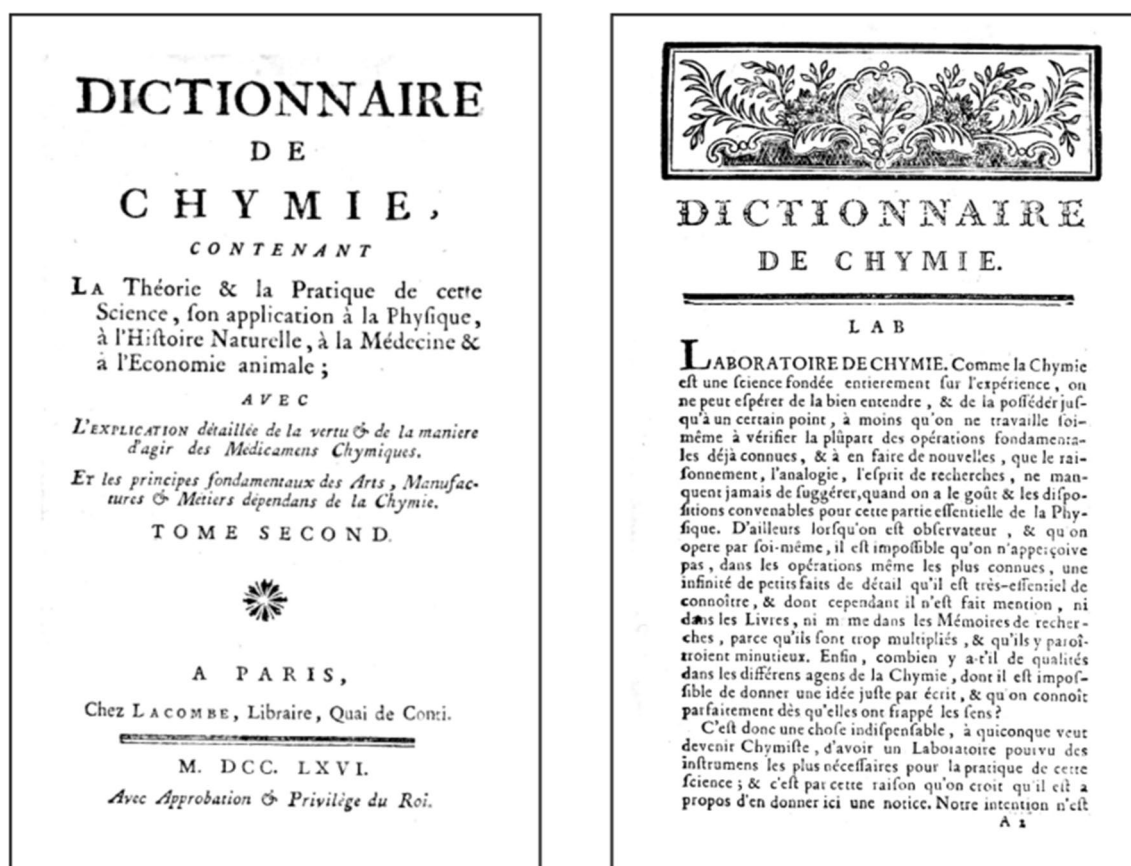 DICTIONNAIRE
DE
CHYMIE,
CONTENANT
LA Théorie & la Pratique de cette
Science, ſon application à la Phyſique,
à l'Hiſtoire Naturelle, à la Médecine &
à l'Economie animale ;
AVEC
L'EXPLICATION détaillée de la vertu & de la maniere
d'agir des Médicamens Chymiques.
Et les principes fondamentaux des Arts, Manufac-
tures & Métiers dépendans de la Chymie.
TOME SECOND.
A PARIS,
Chez LACOMBE, Libraire, Quai de Conti.
M. DCC. LXVI.
Avec Approbation & Privilège du Roi.
DICTIONNAIRE
DE CHYMIE.
LAB
LABORATOIRE DE CHYMIE. Comme la Chymie
eſt une ſcience fondée entierement ſur l'expérience, on
ne peut eſpérer de la bien entendre, & de la poſſéder juſ-
qu'à un certain point, à moins qu'on ne travaille ſoi-
même à vérifier la plûpart des opérations fondamenta-
les déjà connues, & à en faire de nouvelles, que le rai-
ſonnement, l'analogie, l'eſprit de recherches, ne man-
quent jamais de ſuggérer, quand on a le goût & les diſpo-
ſitions convenables pour cette partie eſſentielle de la Phy-
ſique. D'ailleurs lorſqu'on eſt obſervateur, & qu'on
opere par ſoi-même, il eſt impoſſible qu'on n'apperçoive
pas, dans les opérations même les plus connues, une
infinité de petits faits de détail qu'il eſt très-eſſentiel de
connoître, & dont cependant il n'eſt fait mention, ni
dans les Livres, ni m me dans les Mémoires de recher-
ches, parce qu'ils ſont trop multipliés, & qu'ils y paroî-
troient minutieux. Enfin, combien y a-t'il de qualités
dans les différens agens de la Chymie, dont il eſt impoſ-
ſible de donner une idée juſte par écrit, & qu'on connoît
parfaitement dès qu'elles ont frappé les ſens ?
C'eſt donc une choſe indiſpenſable, à quiconque veut
devenir Chymiſte, d'avoir un Laboratoire pourvu des
inſtrumens les plus néceſſaires pour la pratique de cette
ſcience ; & c'eſt par cette raiſon qu'on croit qu'il eſt à
propos d'en donner ici une notice. Notre intention n'eſt
A 2